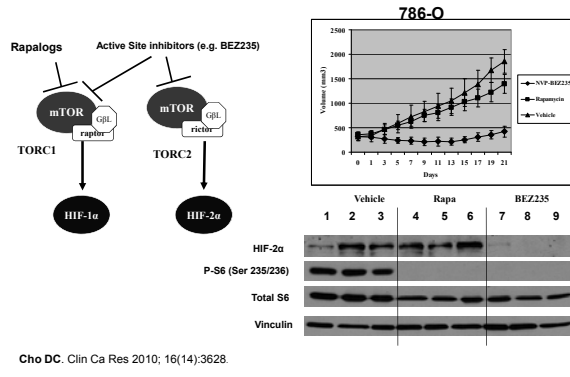 786-O
Rapalogs
Active Site inhibitors (e.g. BEZ235)
mTOR
GβL
raptor
TORC1
mTOR
GβL
rictor
TORC2
HIF-1α
HIF-2α
Volume (mm3)
2500
2000
1500
1000
500
0
0 1 3 5 7 9 11 13 15 17 19 21
Days
NVP-BEZ235
Rapamycin
Vehicle
Vehicle Rapa BEZ235
1 2 3 4 5 6 7 8 9
HIF-2α
P-S6 (Ser 235/236)
Total S6
Vinculin
Cho DC. Clin Ca Res 2010; 16(14):3628.